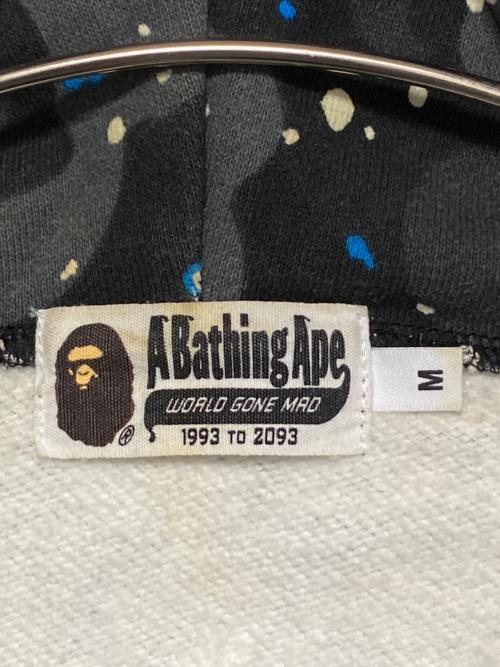 A Bathing Ape
WORLD GONE MAD
1993 TO 2093
®
M